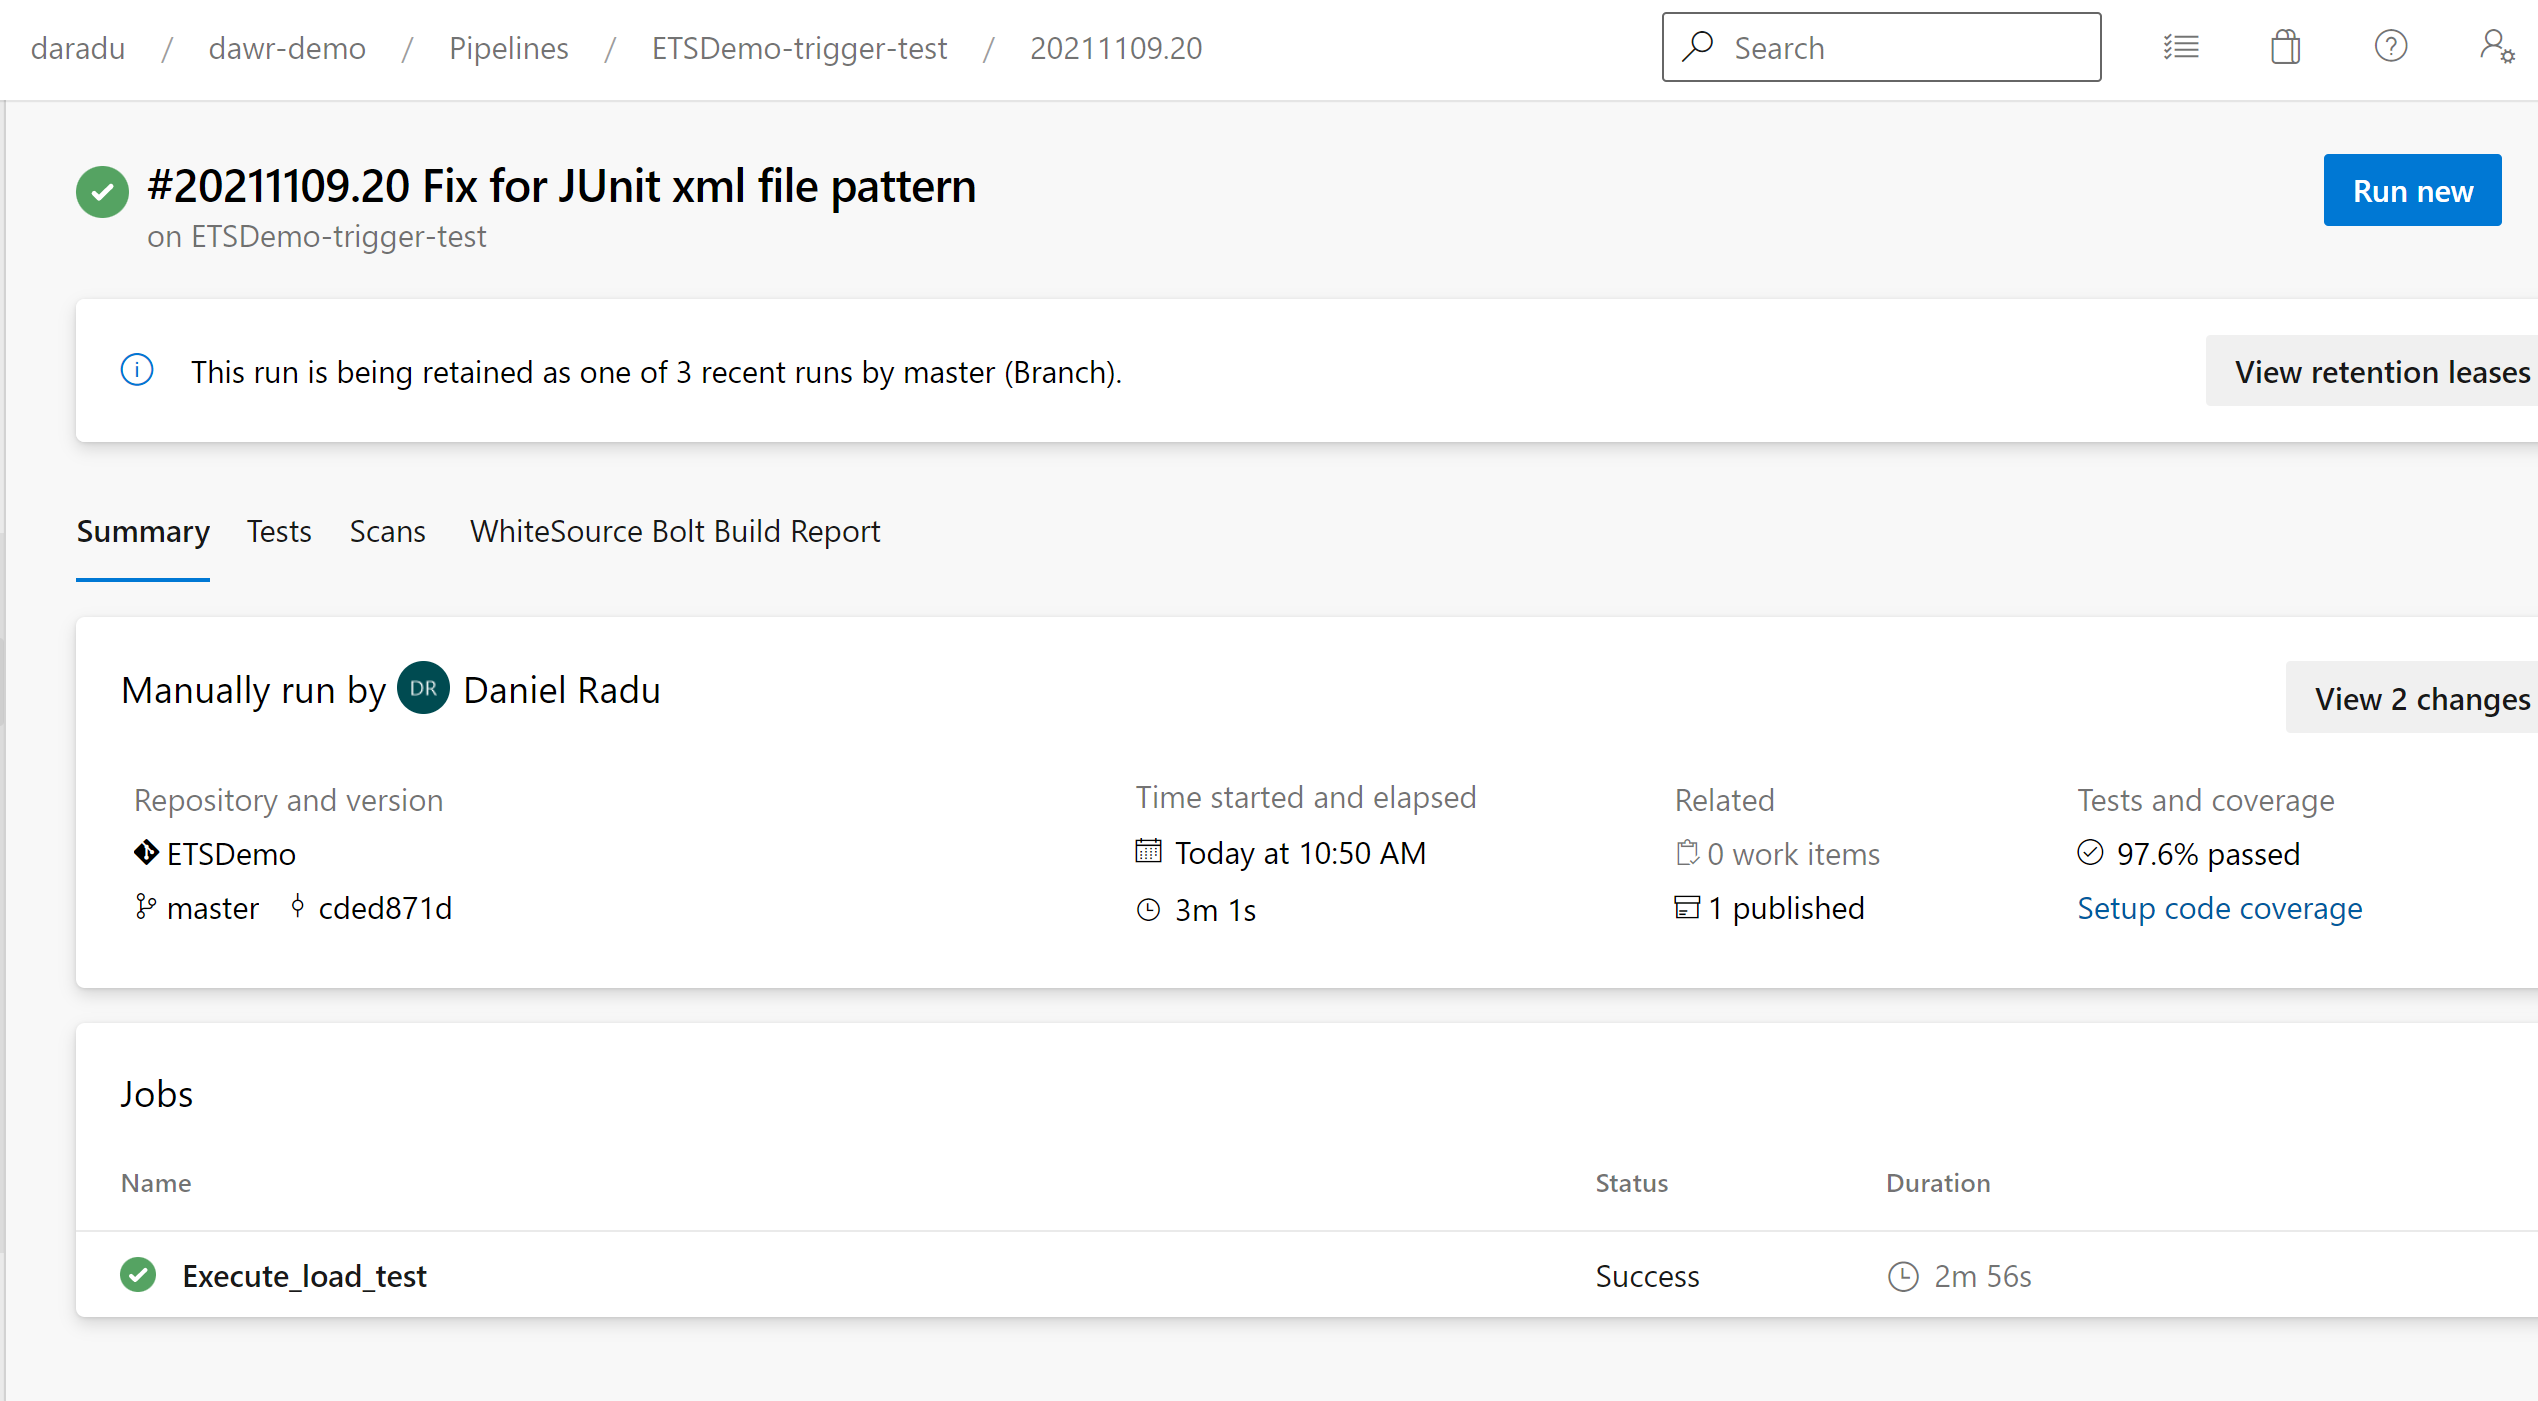 daradu / dawr-demo / Pipelines / ETSDemo-trigger-test / 20211109.20 Search
#20211109.20 Fix for JUnit xml file pattern
Run new
on ETSDemo-trigger-test
This run is being retained as one of 3 recent runs by master (Branch).
View retention leases
Summary Tests Scans WhiteSource Bolt Build Report
Manually run by DR Daniel Radu
View 2 changes
Repository and version
ETSDemo
master cded871d
Time started and elapsed
Today at 10:50 AM
3m 1s
Related
0 work items
1 published
Tests and coverage
97.6% passed
Setup code coverage
Jobs
Name Status Duration
Execute_load_test Success 2m 56s